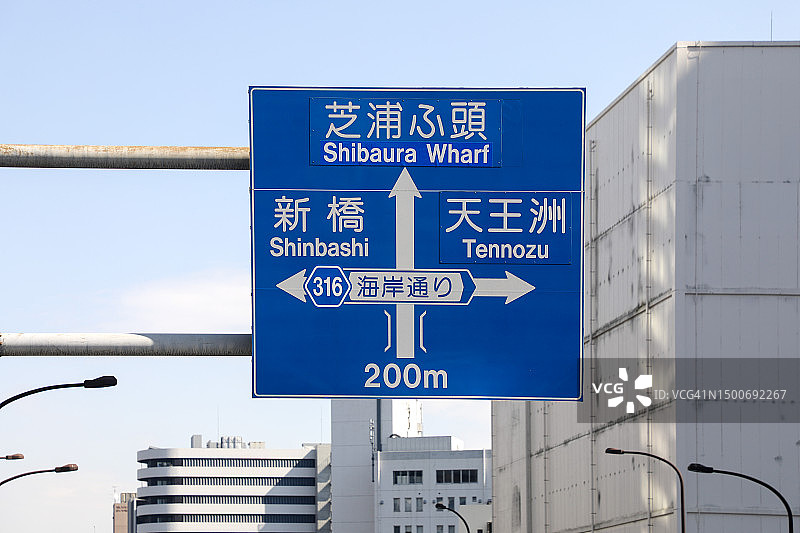 芝浦ふ頭
Shibaura Wharf
新橋
Shinbashi
天王洲
Tennozu
316 海岸通り
200m
VCG VCG41N1500692267